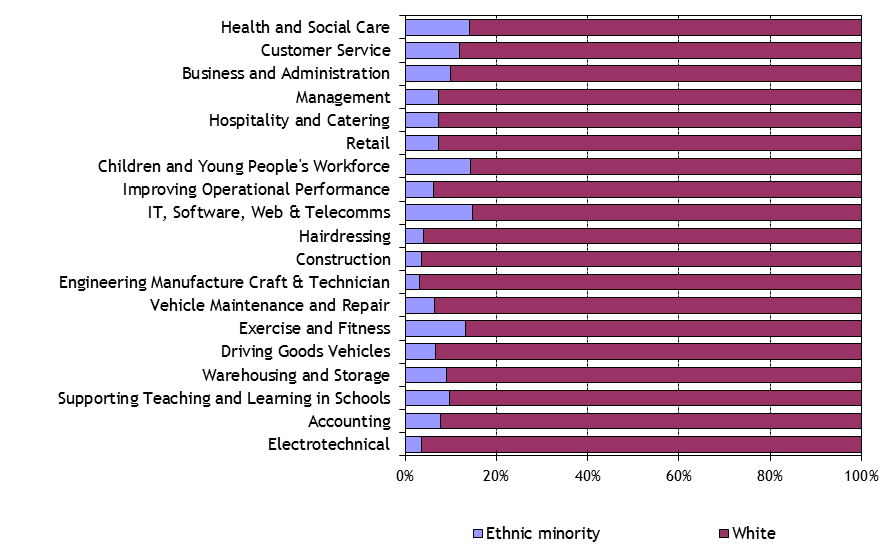 Health and Social Care
Customer Service
Business and Administration
Management
Hospitality and Catering
Retail
Children and Young People's Workforce
Improving Operational Performance
IT, Software, Web & Telecomms
Hairdressing
Construction
Engineering Manufacture Craft & Technician
Vehicle Maintenance and Repair
Exercise and Fitness
Driving Goods Vehicles
Warehousing and Storage
Supporting Teaching and Learning in Schools
Accounting
Electrotechnical
0% 20% 40% 60% 80% 100%
Ethnic minority White